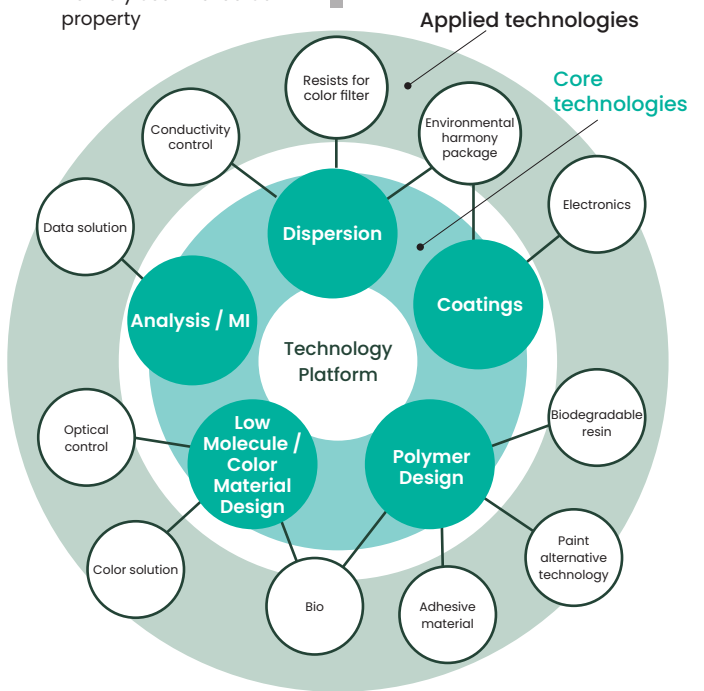 property
Applied technologies
Core
technologies
Resists for
color filter
Conductivity
control
Environmental
harmony
package
Data solution
Electronics
Dispersion
Analysis / MI
Coatings
Technology
Platform
Low
Molecule /
Color
Material
Design
Polymer
Design
Optical
control
Biodegradable
resin
Color solution
Paint
alternative
technology
Bio
Adhesive
material